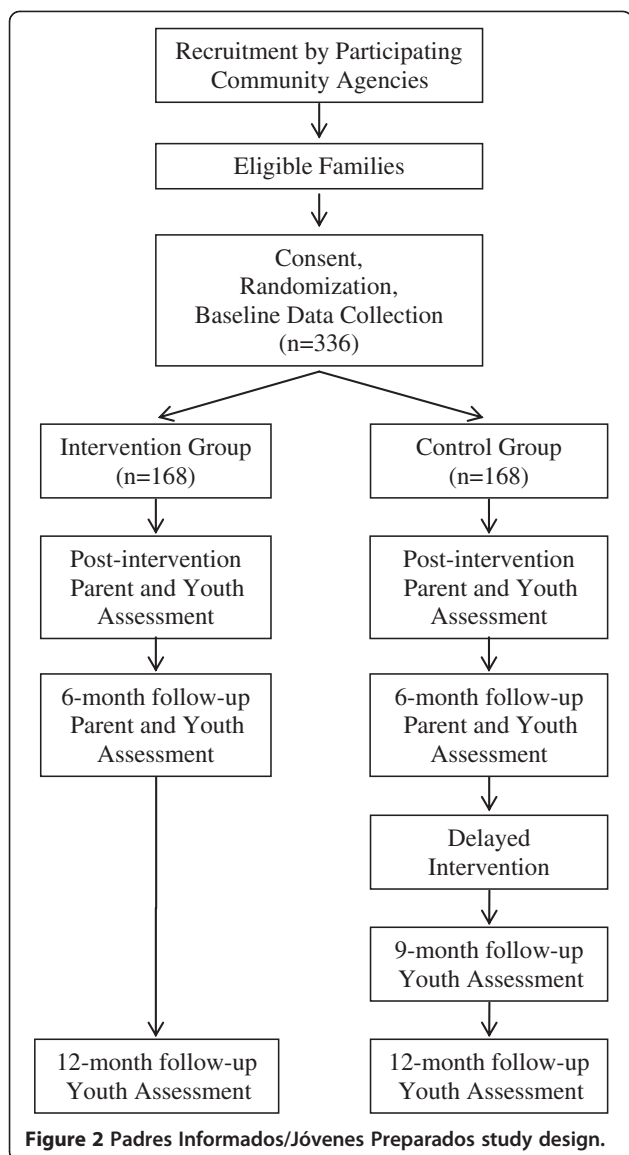 Recruitment by Participating
Community Agencies
Eligible Families
Consent,
Randomization,
Baseline Data Collection
(n=336)
Intervention Group
(n=168)
Control Group
(n=168)
Post-intervention
Parent and Youth
Assessment
Post-intervention
Parent and Youth
Assessment
6-month follow-up
Parent and Youth
Assessment
6-month follow-up
Parent and Youth
Assessment
Delayed
Intervention
9-month follow-up
Youth Assessment
12-month follow-up
Youth Assessment
12-month follow-up
Youth Assessment
Figure 2 Padres Informados/Jóvenes Preparados study design.